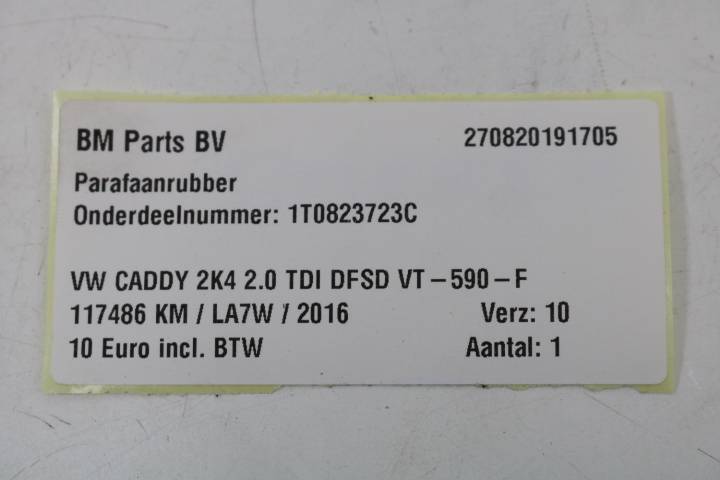 BM Parts BV 270820191705
Parafaanrubber
Onderdeelnummer: 1T0823723C
VW CADDY 2K4 2.0 TDI DFSD VT-590-F
117486 KM / LA7W / 2016 Verz: 10
10 Euro incl. BTW Aantal: 1